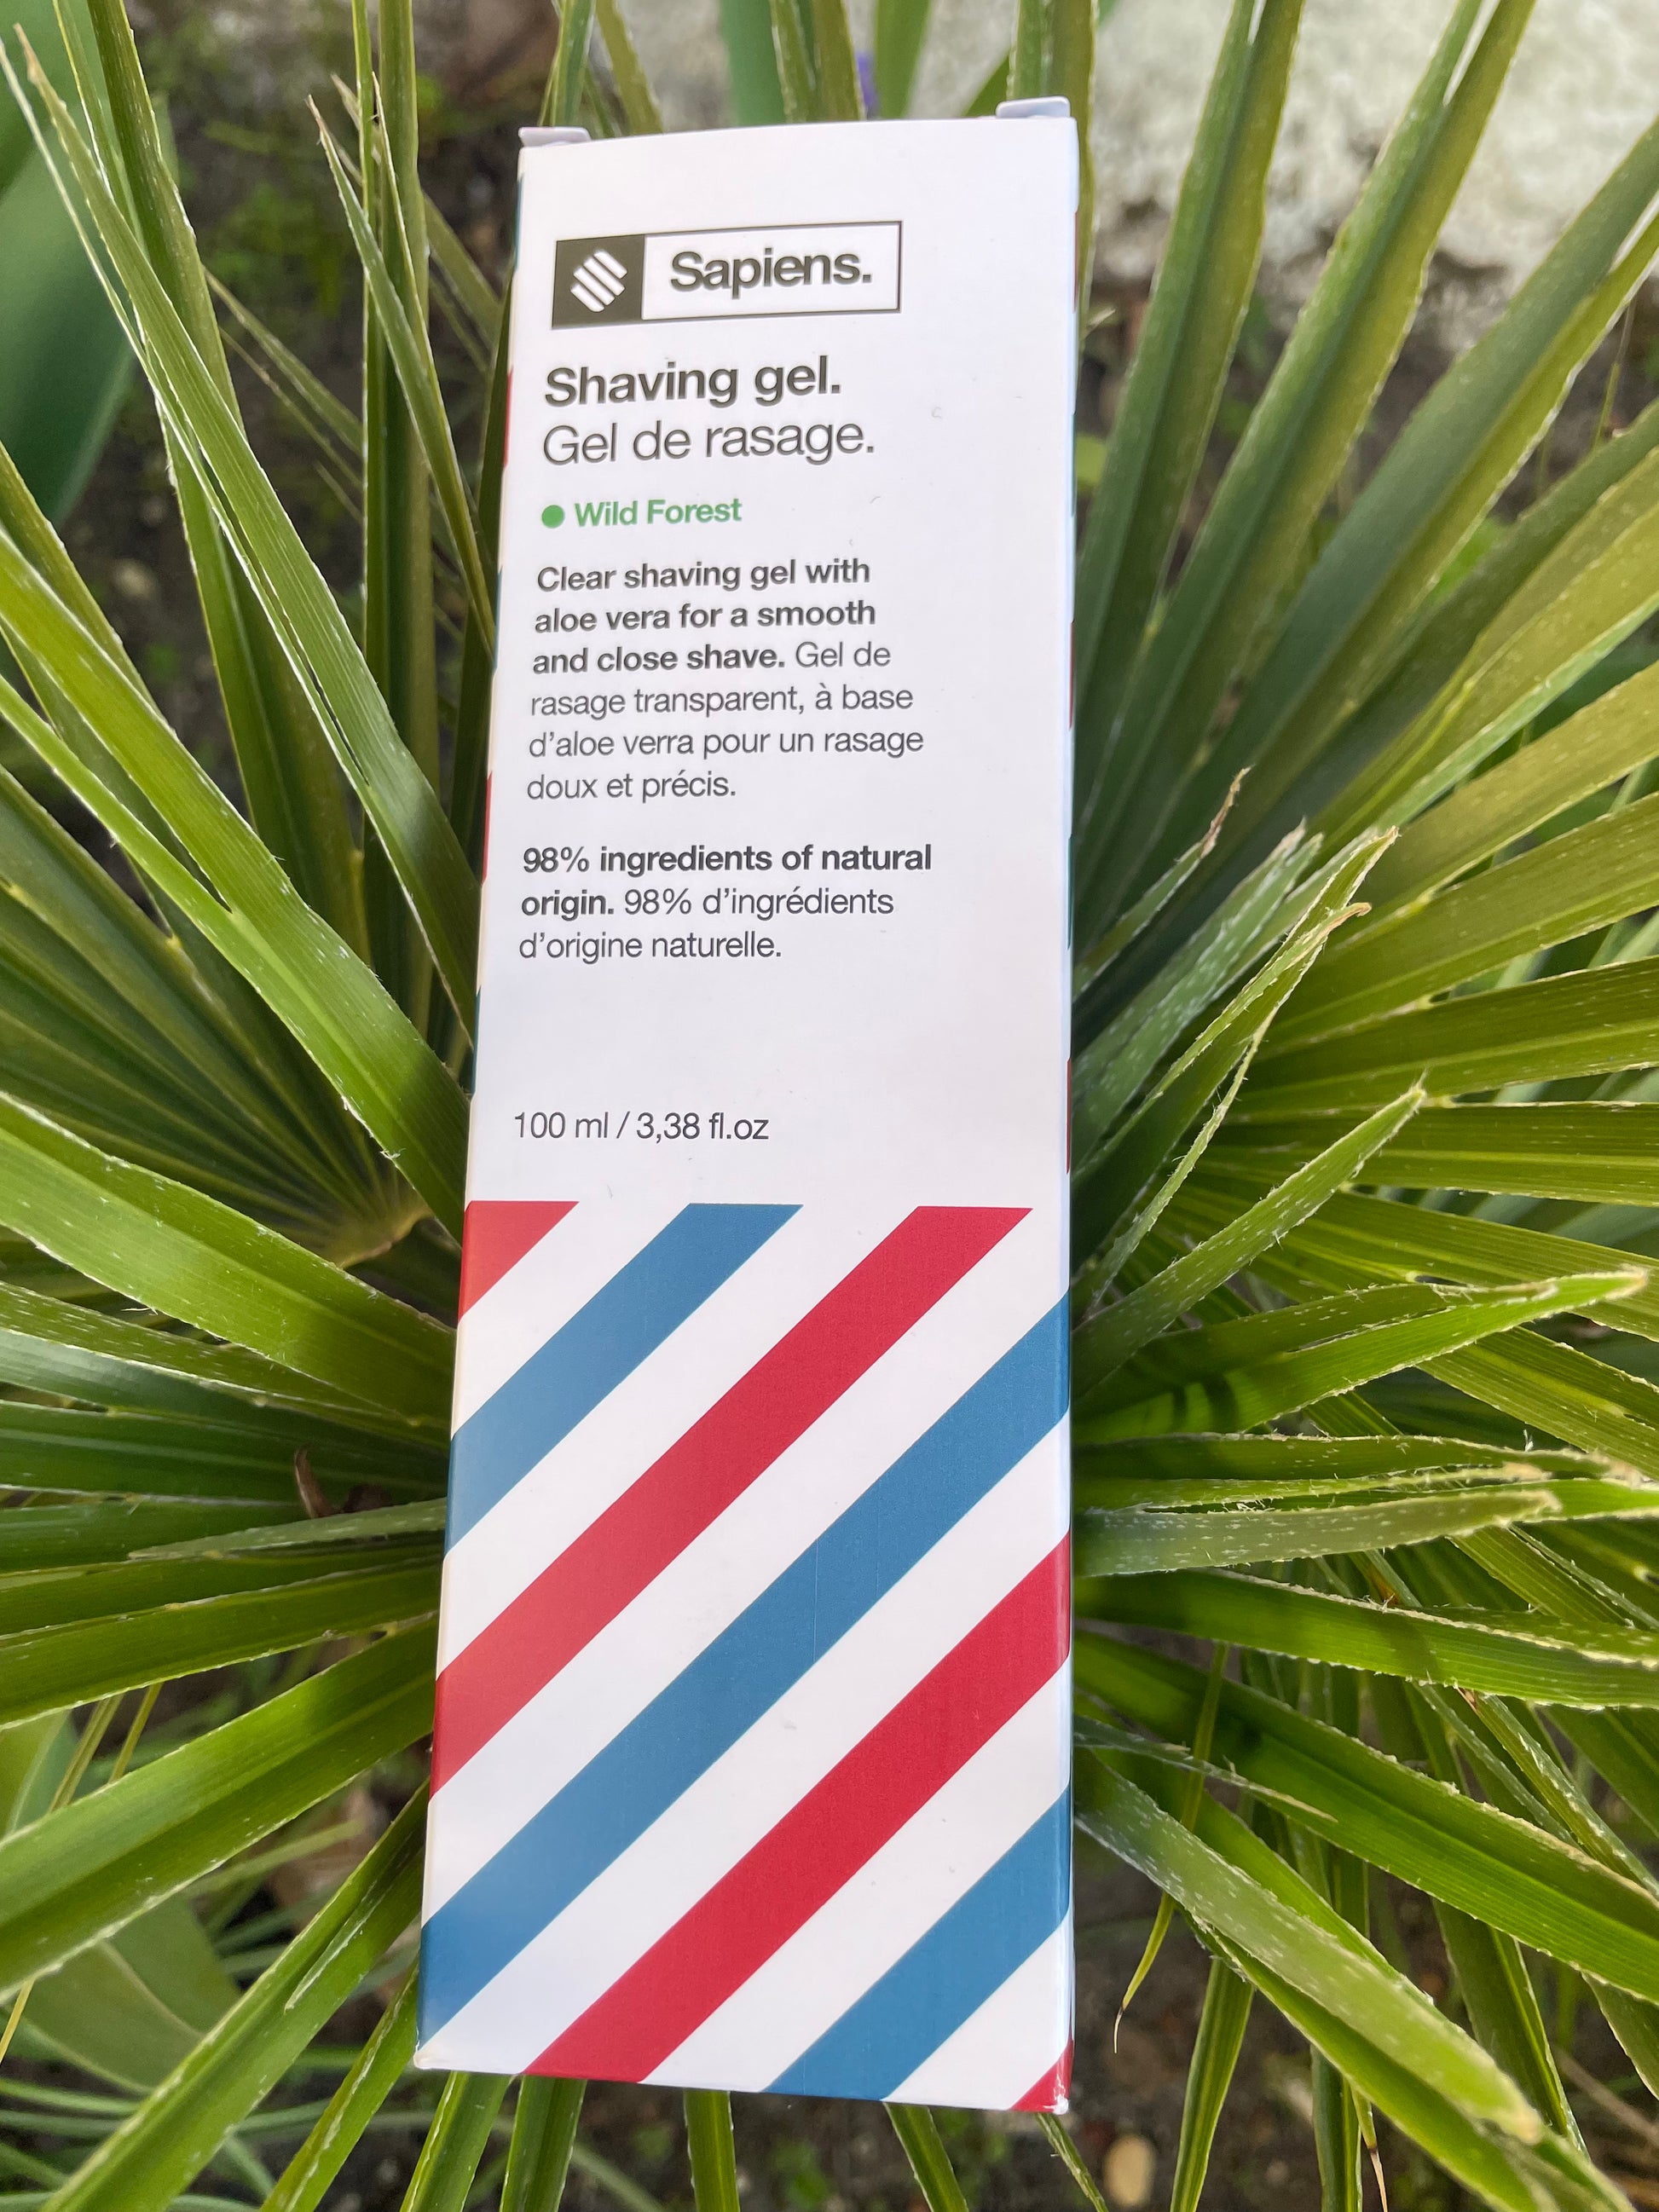 Sapiens.
Shaving gel.
Gel de rasage.
Wild Forest
Clear shaving gel with
aloe vera for a smooth
and close shave. Gel de
rasage transparent, à base
d'aloe verra pour un rasage
doux et précis.
98% ingredients of natural
origin. 98% d'ingrédients
d'origine naturelle.
100 ml / 3,38 fl.oz